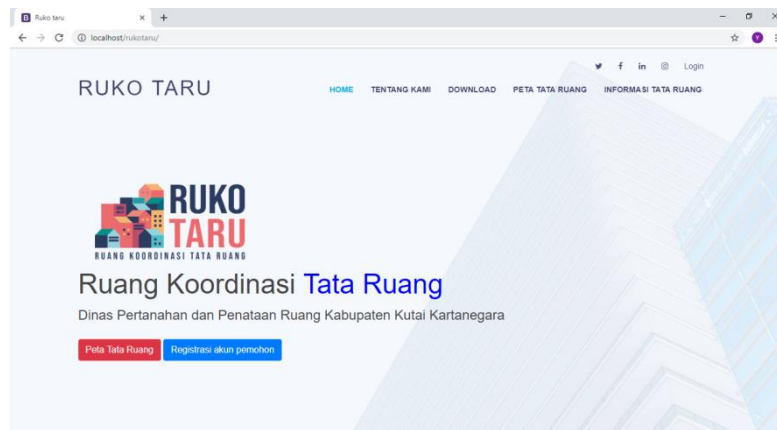 B Ruko taru
localhost/rukotaru/
f in Login
RUKO TARU
HOME TENTANG KAMI DOWNLOAD PETA TATA RUANG INFORMASI TATA RUANG
RUKO
TARU
RUANG KOORDINASI TATA RUANG
Ruang Koordinasi Tata Ruang
Dinas Pertanahan dan Penataan Ruang Kabupaten Kutai Kartanegara
Peta Tata Ruang Registrasi akun pemohon